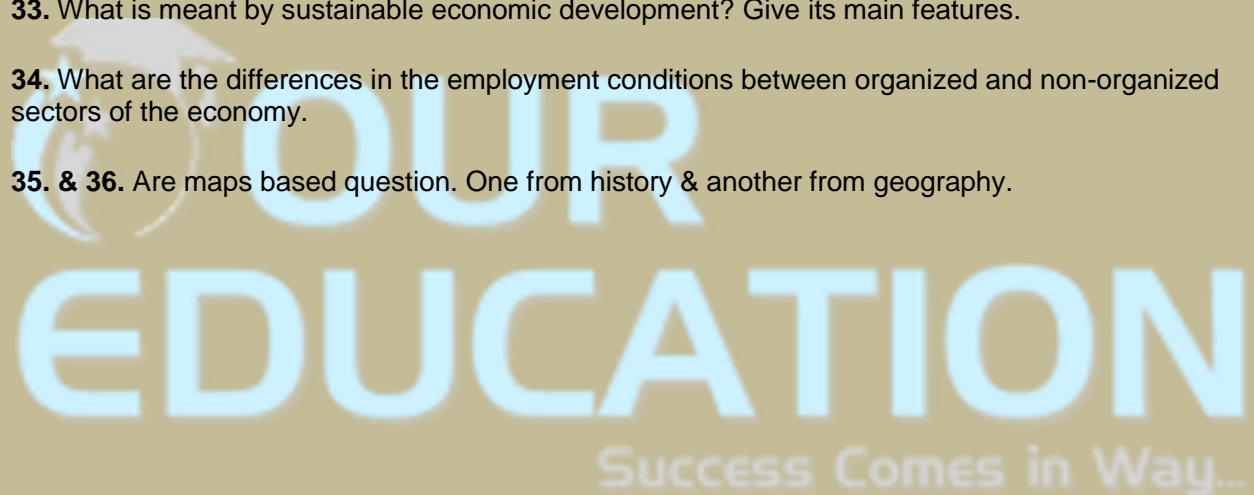 33. What is meant by sustainable economic development? Give its main features.
34. What are the differences in the employment conditions between organized and non-organized
sectors of the economy.
35. & 36. Are maps based question. One from history & another from geography.
OUR
EDUCATION
Success Comes in Way...